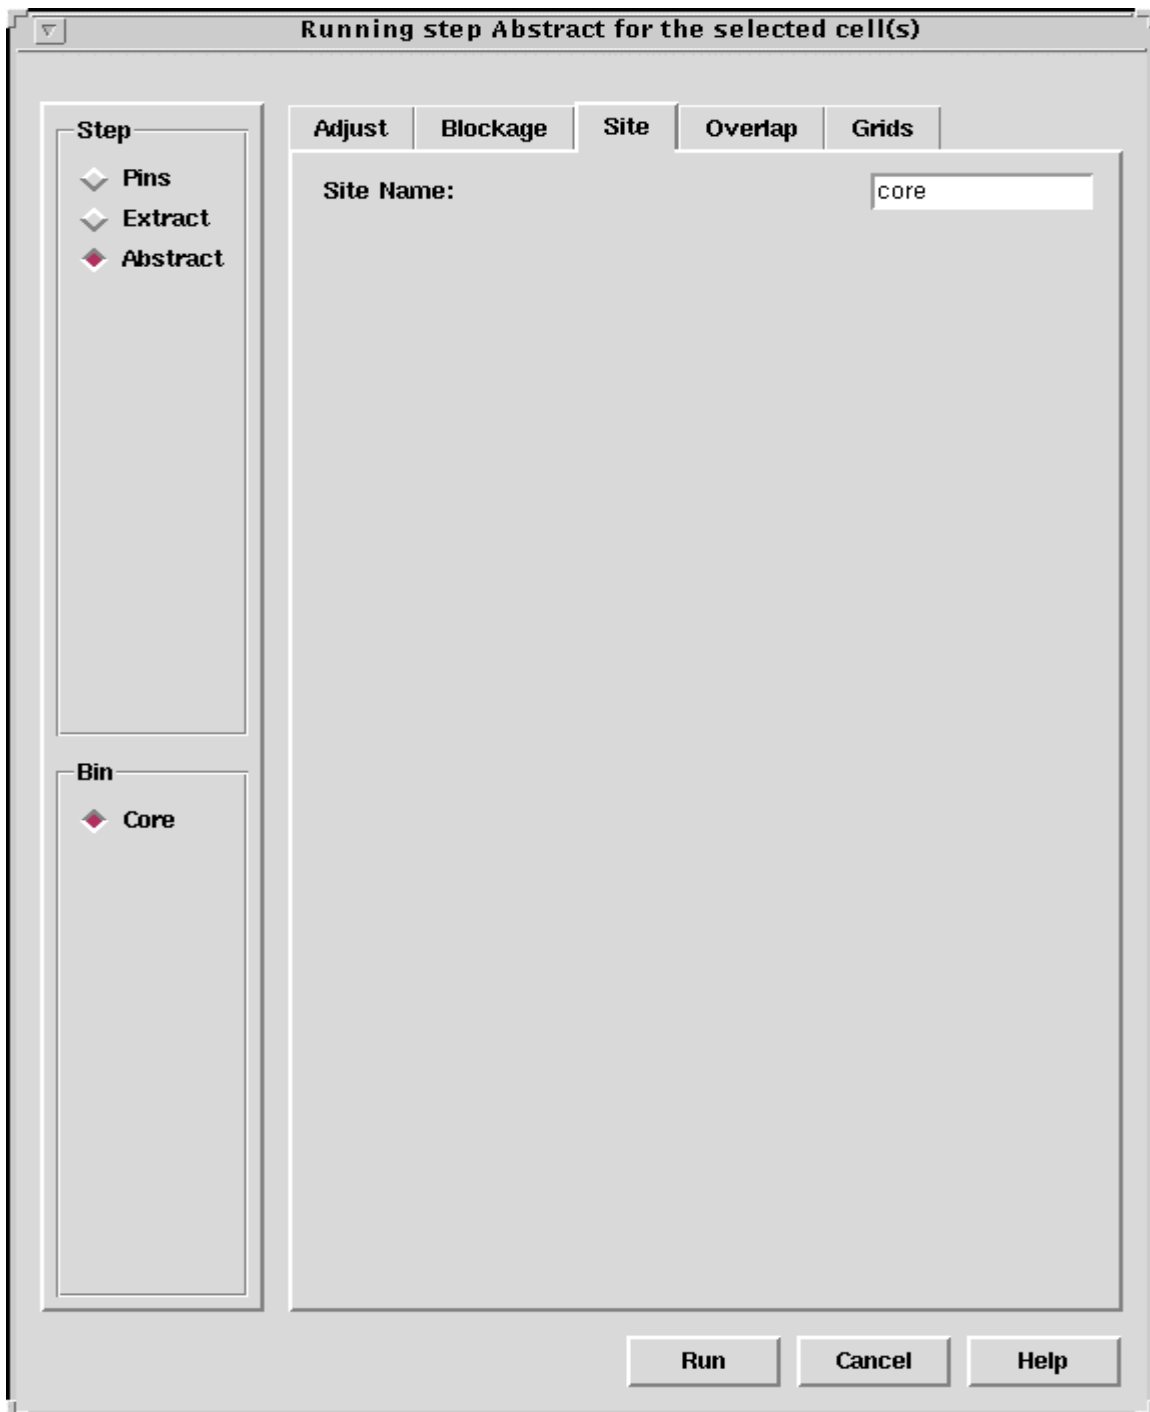 Running step Abstract for the selected cell(s)
Step
Pins
Extract
Abstract
Bin
Core
Adjust Blockage Site Overlap Grids
Site Name: core
Run Cancel Help